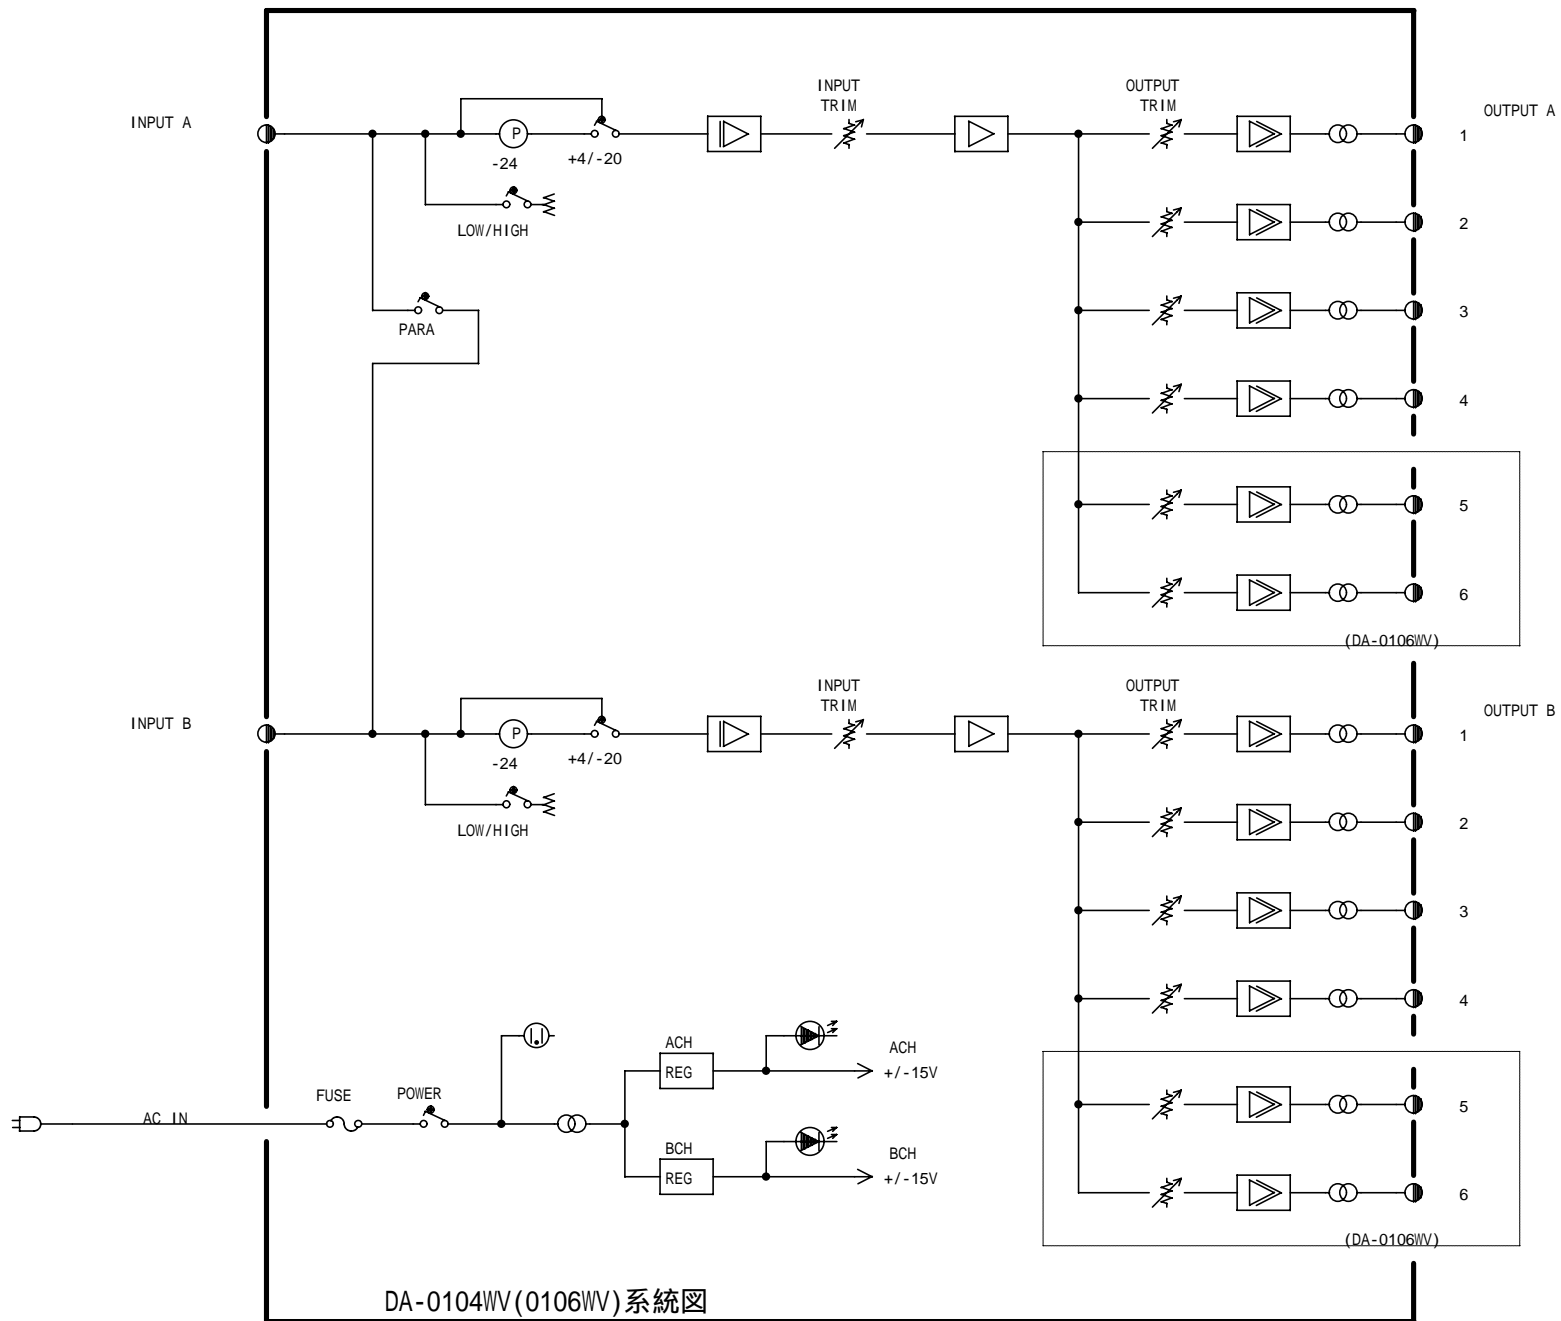 INPUT TRIM
OUTPUT TRIM
OUTPUT A
INPUT A
P
1
-24
+4/-20
2
LOW/HIGH
3
PARA
4
5
6
(DA-0106WV)
INPUT TRIM
OUTPUT TRIM
OUTPUT B
INPUT B
P
1
-24
+4/-20
2
LOW/HIGH
3
4
ACH
ACH
REG
+/-15V
FUSE
POWER
5
AC IN
BCH
BCH
REG
+/-15V
6
(DA-0106WV)
DA-0104WV(0106WV)系統図